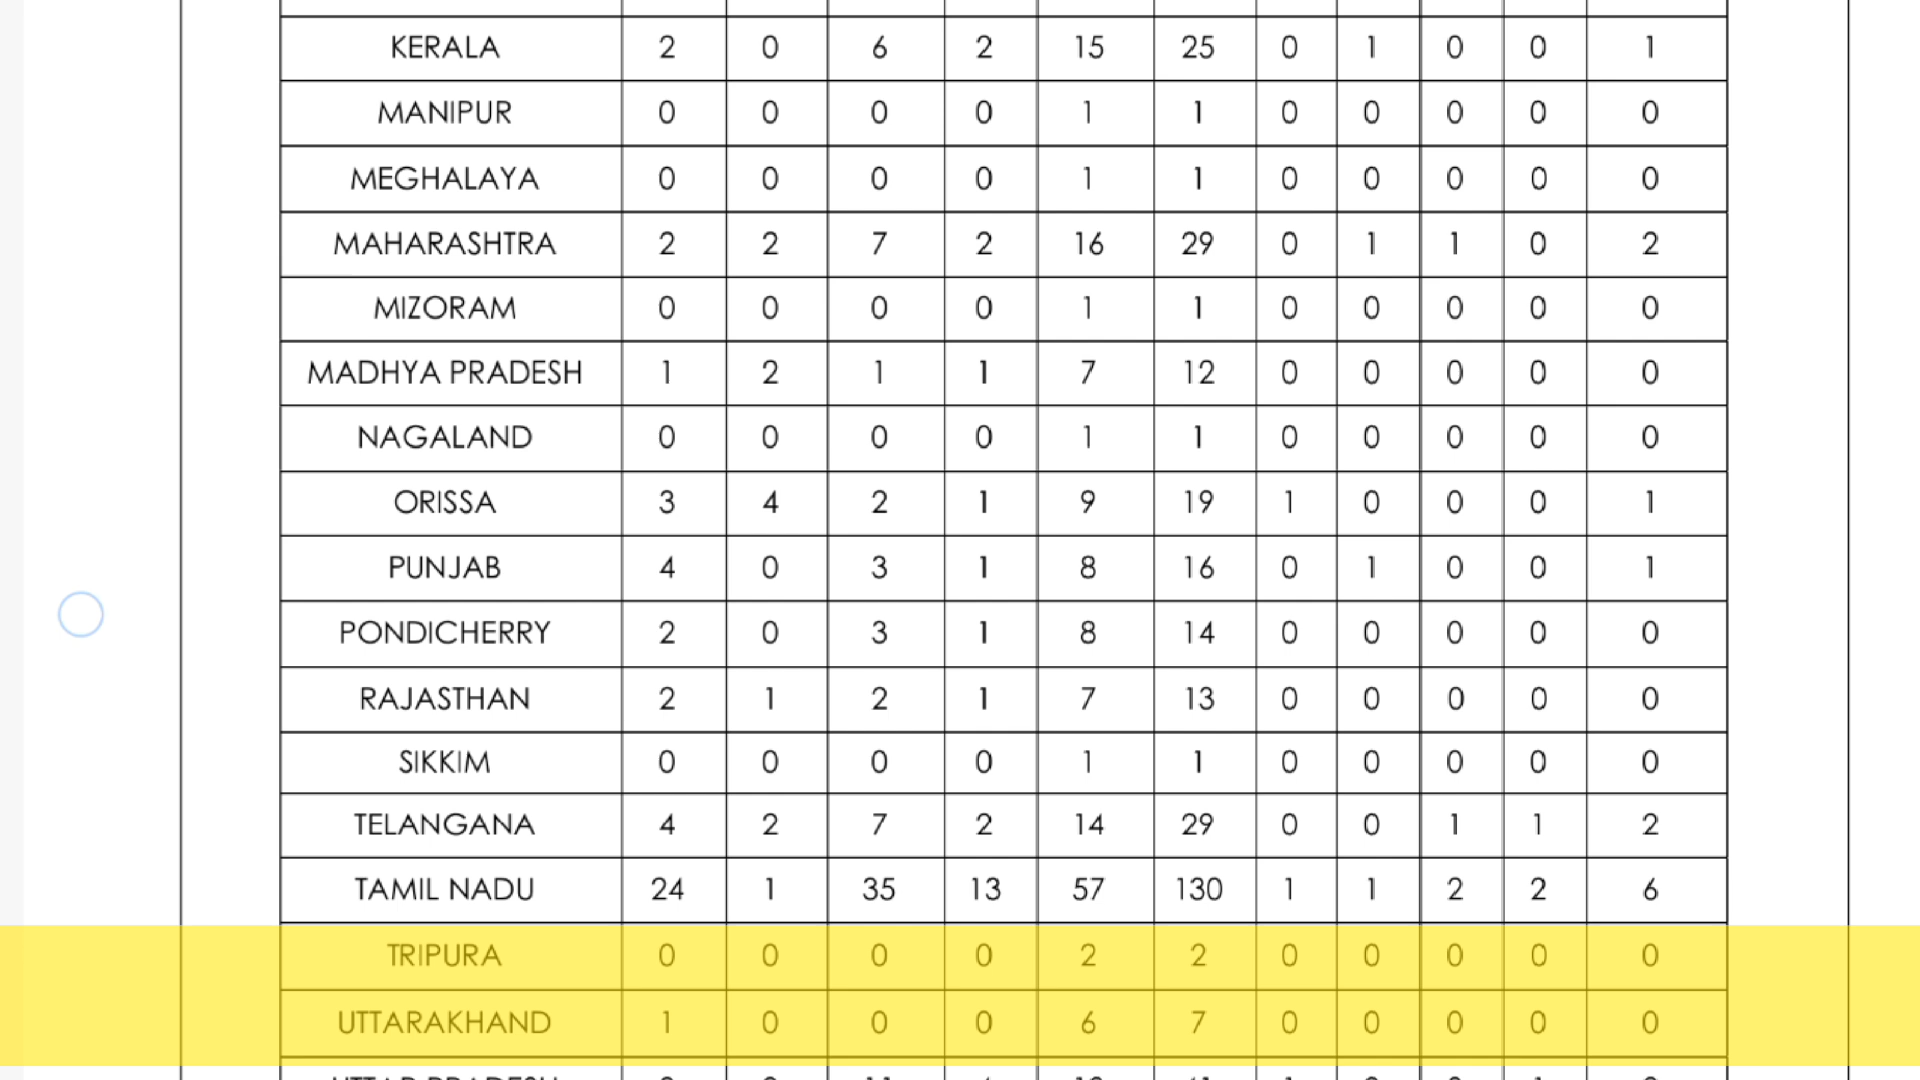 KERALA 2 0 6 2 15 25 0 1 0 0 1
MANIPUR 0 0 0 0 1 1 0 0 0 0 0
MEGHALAYA 0 0 0 0 1 1 0 0 0 0 0
MAHARASHTRA 2 2 7 2 16 29 0 1 1 0 2
MIZORAM 0 0 0 0 1 1 0 0 0 0 0
MADHYA PRADESH 1 2 1 1 7 12 0 0 0 0 0
NAGALAND 0 0 0 0 1 1 0 0 0 0 0
ORISSA 3 4 2 1 9 19 1 0 0 0 1
PUNJAB 4 0 3 1 8 16 0 1 0 0 1
PONDICHERRY 2 0 3 1 8 14 0 0 0 0 0
RAJASTHAN 2 1 2 1 7 13 0 0 0 0 0
SIKKIM 0 0 0 0 1 1 0 0 0 0 0
TELANGANA 4 2 7 2 14 29 0 0 1 1 2
TAMIL NADU 24 1 35 13 57 130 1 1 2 2 6
TRIPURA 0 0 0 0 2 2 0 0 0 0 0
UTTARAKHAND 1 0 0 0 6 7 0 0 0 0 0
UTTAR PRADESH